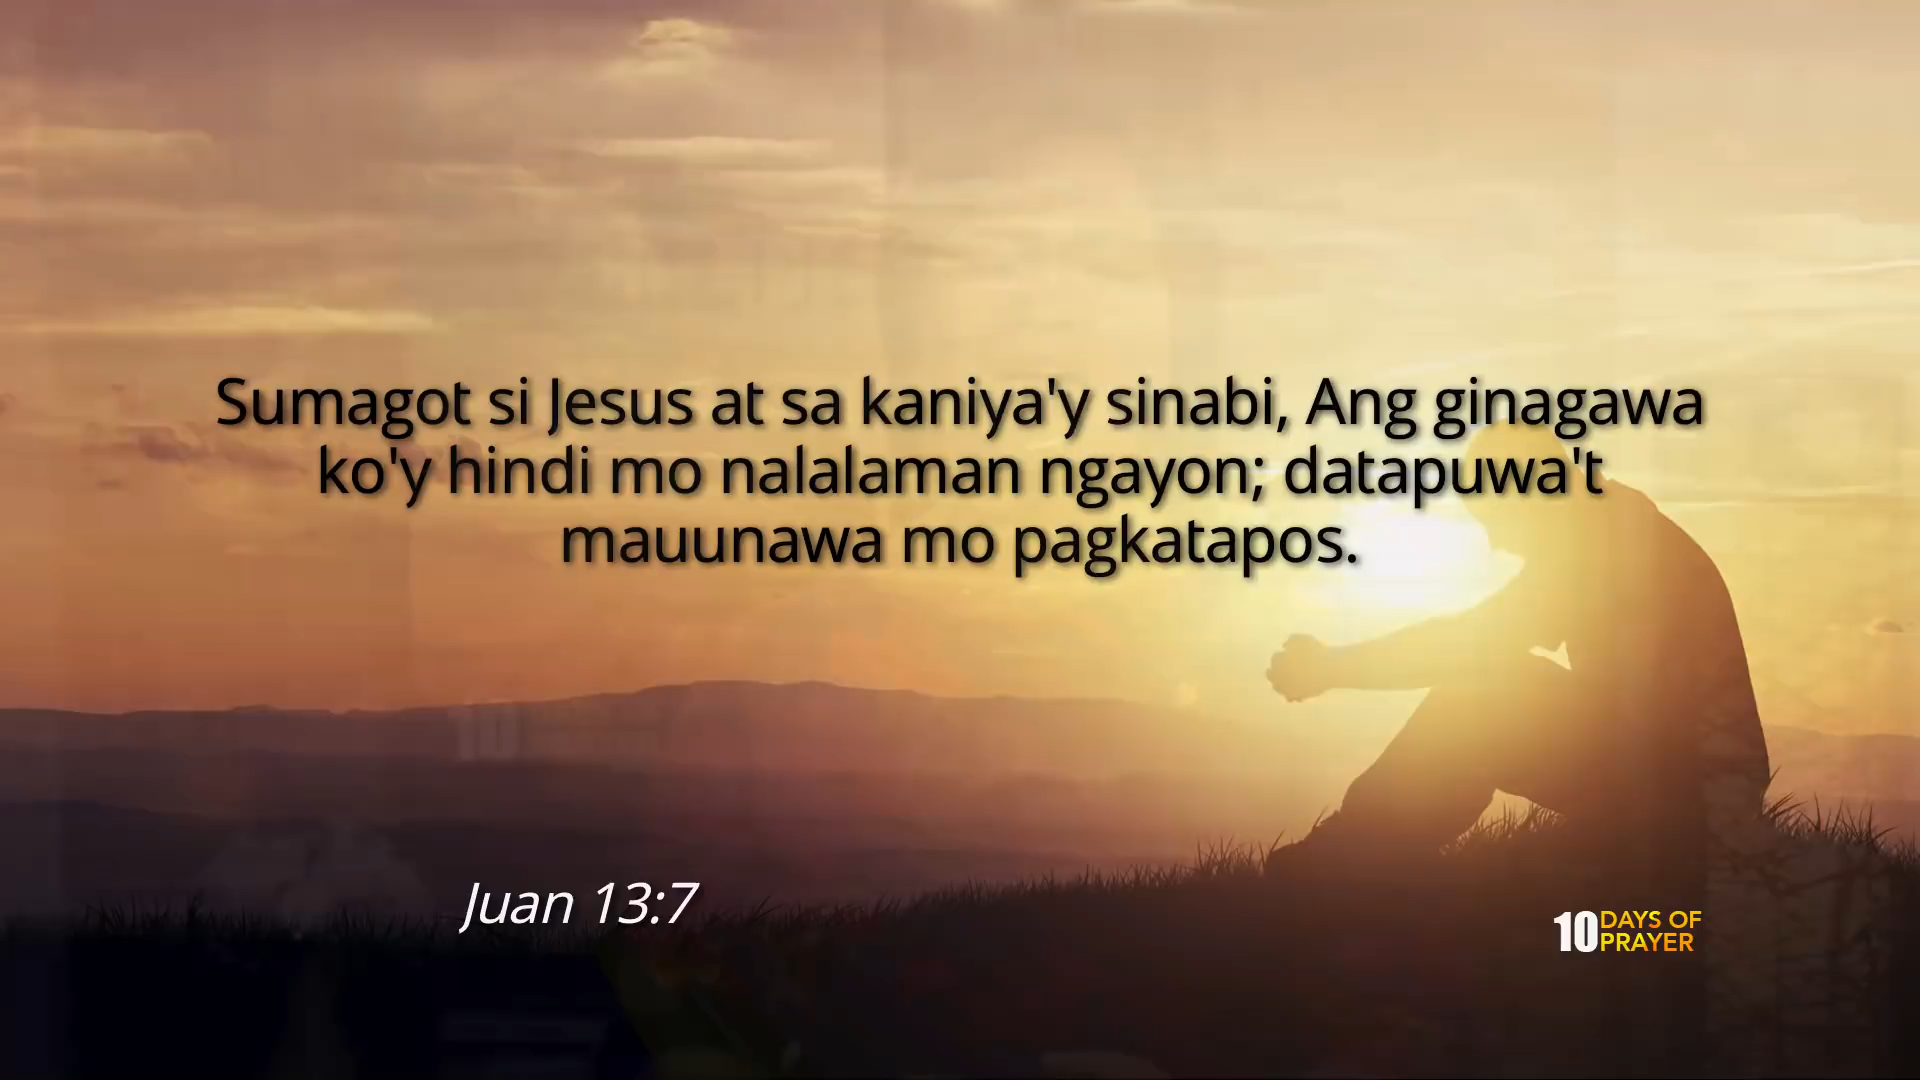 Sumagot si Jesus at sa kaniya'y sinabi, Ang ginagawa
ko'y hindi mo nalalaman ngayon; datapuwa't
mauunawa mo pagkatapos.
Juan 13:7
10 DAYS OF
PRAYER